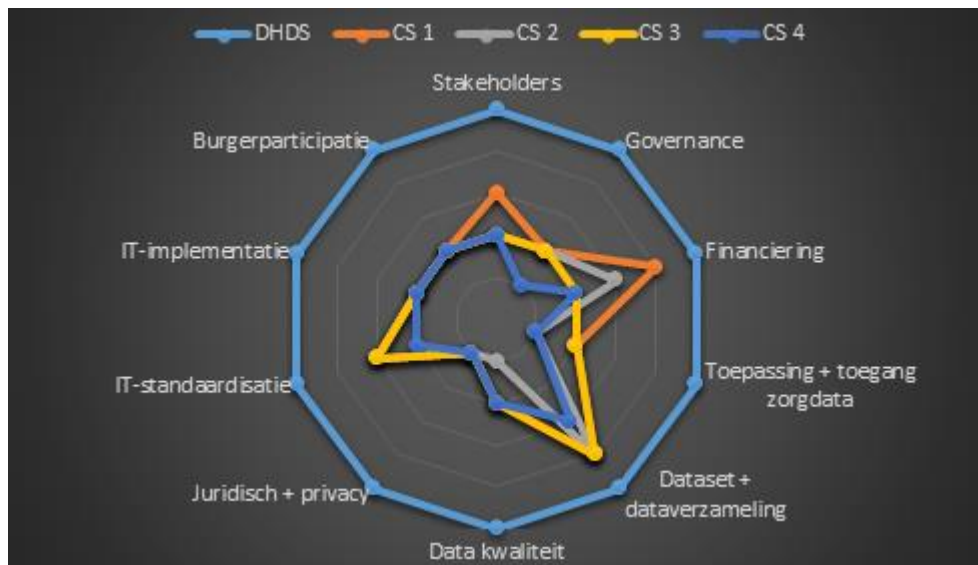 DHDS CS 1 CS 2 CS 3 CS 4
Stakeholders
Burgerparticipatie
Governance
IT-implementatie
Financiering
IT-standaardisatie
Toepassing + toegang
zorgdata
Juridisch + privacy
Dataset +
dataverzameling
Data kwaliteit